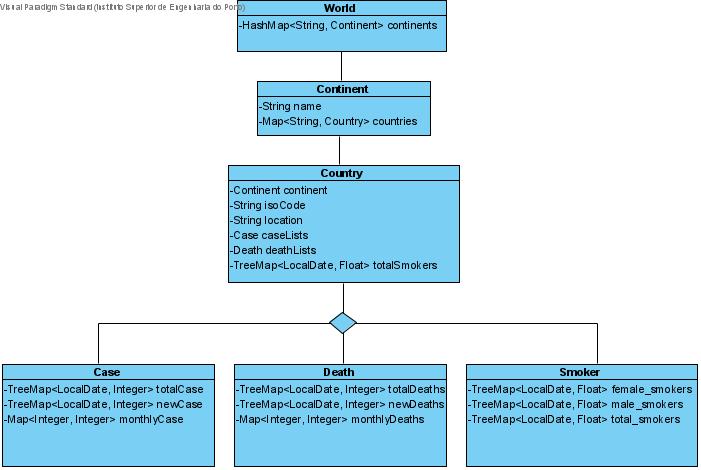 Visual Paradigm Standard (Instituto Superior de Engenharia do Porto)
World
-HashMap<String, Continent> continents
Continent
-String name
-Map<String, Country> countries
Country
-Continent continent
-String isoCode
-String location
-Case caseLists
-Death deathLists
-TreeMap<LocalDate, Float> totalSmokers
Case
-TreeMap<LocalDate, Integer> totalCase
-TreeMap<LocalDate, Integer> newCase
-Map<Integer, Integer> monthlyCase
Death
-TreeMap<LocalDate, Integer> totalDeaths
-TreeMap<LocalDate, Integer> newDeaths
-Map<Integer, Integer> monthlyDeaths
Smoker
-TreeMap<LocalDate, Float> female_smokers
-TreeMap<LocalDate, Float> male_smokers
-TreeMap<LocalDate, Float> total_smokers